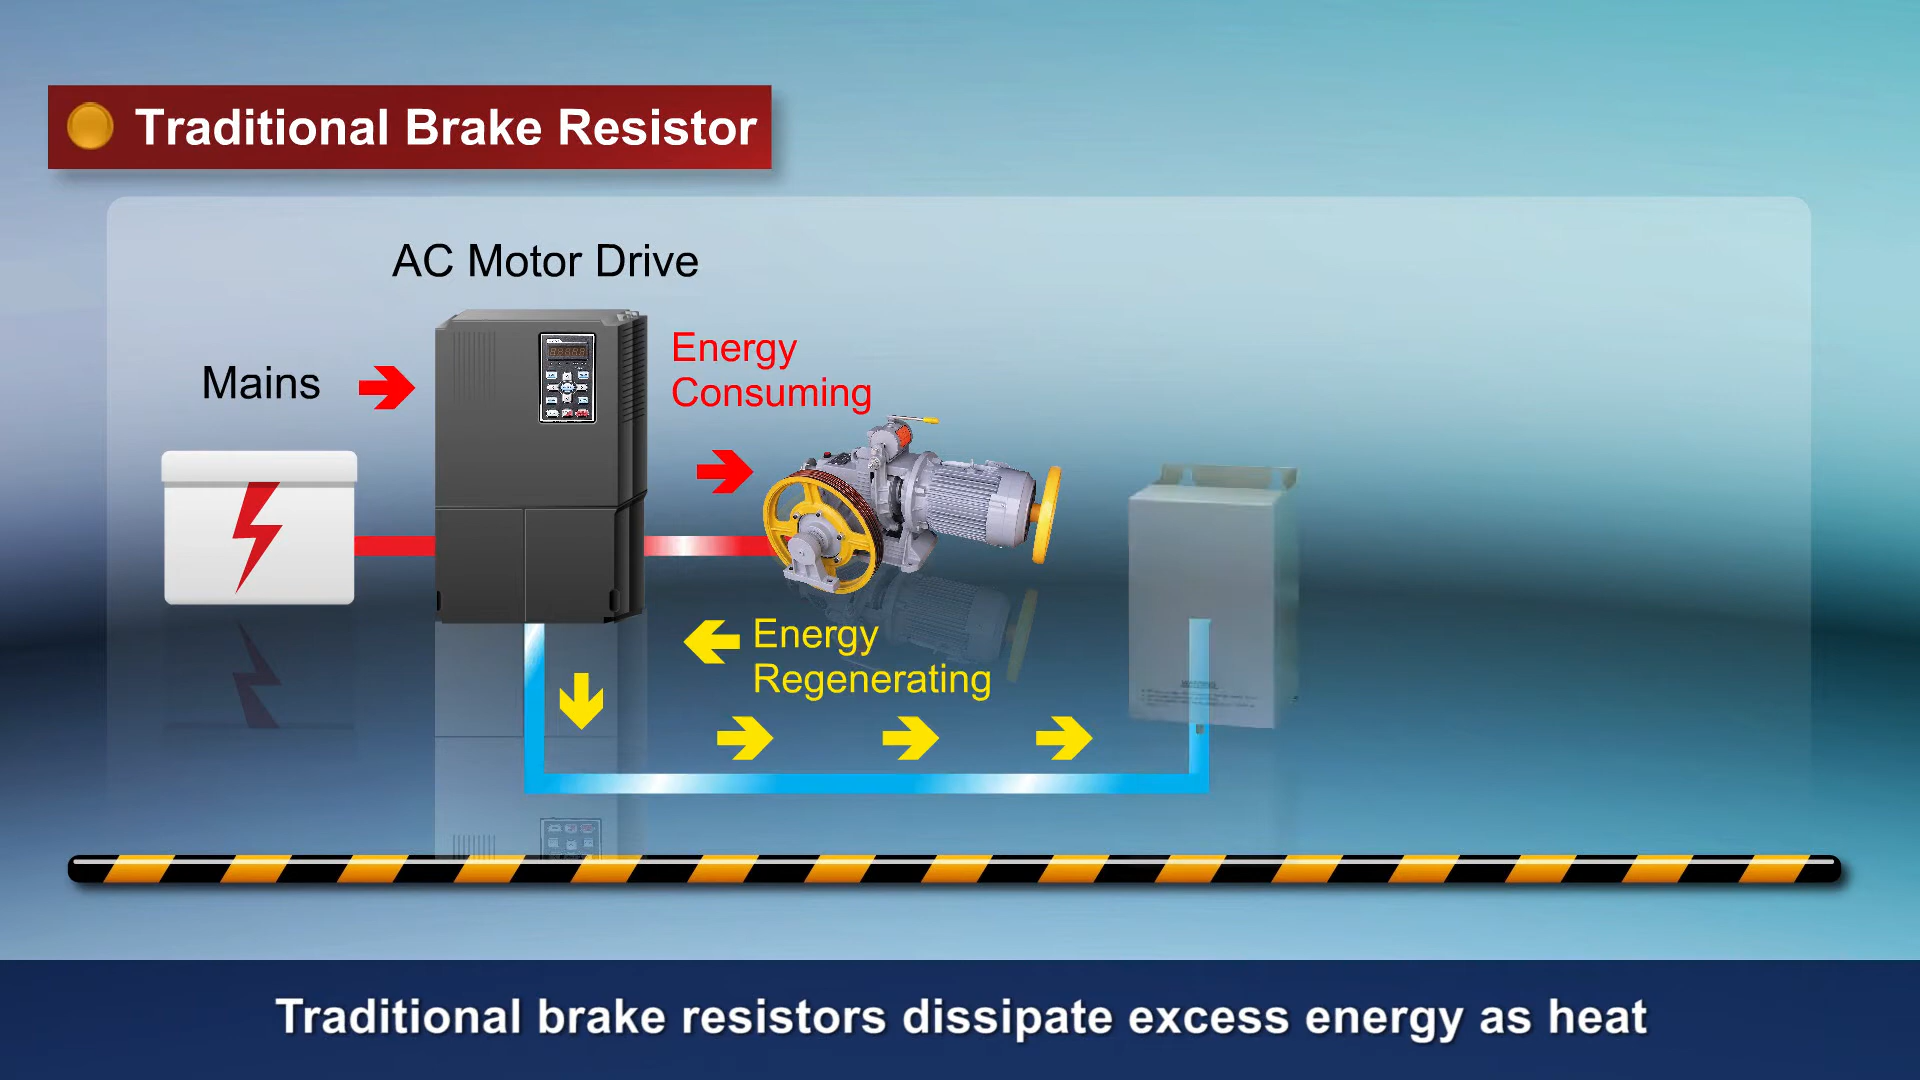 Traditional Brake Resistor
AC Motor Drive
Mains
Energy
Consuming
Energy
Regenerating
Traditional brake resistors dissipate excess energy as heat